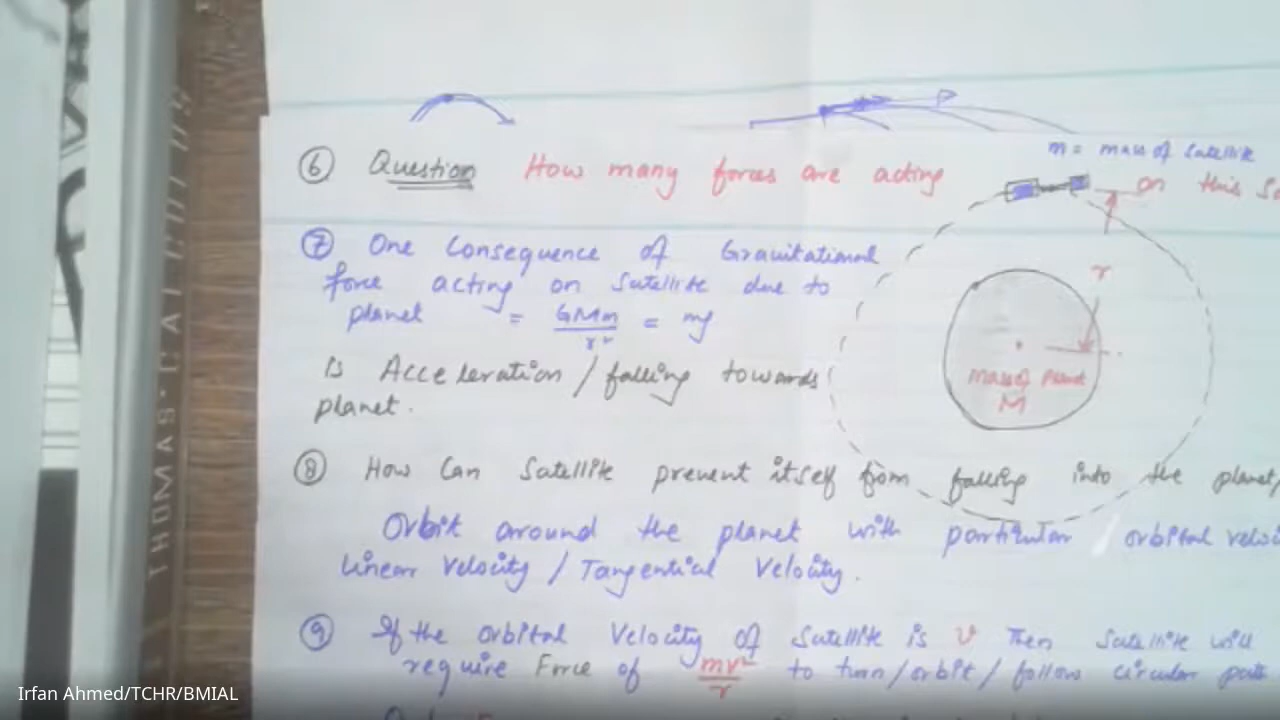 m = mass of satellite
⑥ Question How many forces are acting on this
⑦ One Consequence of Gravitational
force acting on Satellite due to
planet = GMm/r² = mg
is Acceleration / falling towards
planet.
r
mass of planet
M
⑧ How Can Satellite prevent itself from falling into the planet
Orbit around the planet with particular orbital
linear velocity / Tangential Velocity.
⑨ If the orbital Velocity of Satellite is v Then Satellite will
require Force of mv²/r to turn/orbit/follow circular path
THOMAS' CALCULUS
Irfan Ahmed/TCHR/BMIAL